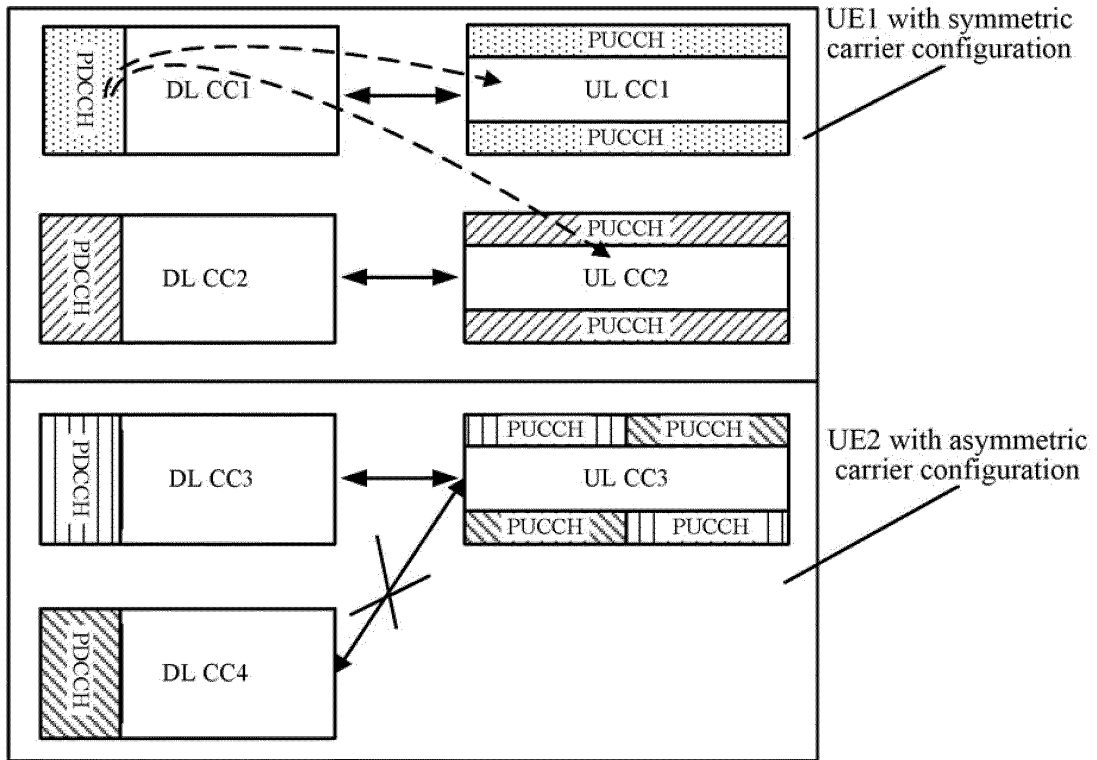 UE1 with symmetric
carrier configuration
PUCCH
PDCCH
DL CC1
UL CC1
PUCCH
PUCCH
PDCCH
DL CC2
UL CC2
PUCCH
UE2 with asymmetric
carrier configuration
PUCCH PUCCH
PDCCH
DL CC3
UL CC3
PUCCH PUCCH
PDCCH
DL CC4